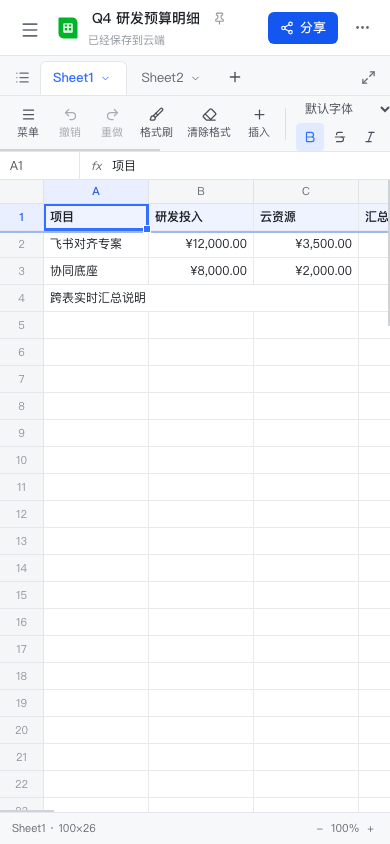 Q4 研发预算明细
已经保存到云端
分享
Sheet1
Sheet2
菜单
撤销
重做
格式刷
清除格式
插入
默认字体
B
S
I
A1
fx 项目
A B C
1 项目 研发投入 云资源 汇总
2 飞书对齐专案 ¥12,000.00 ¥3,500.00
3 协同底座 ¥8,000.00 ¥2,000.00
4 跨表实时汇总说明
5
6
7
8
9
10
11
12
13
14
15
16
17
18
19
20
21
22
23
Sheet1 · 100×26
− 100% +